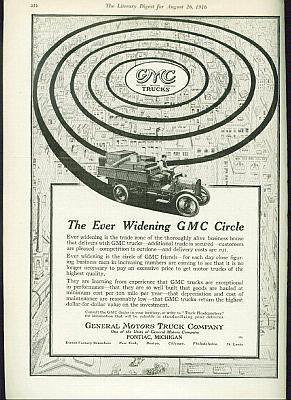 The Literary Digest for August 26, 1916
GMC
TRUCKS
The Ever Widening GMC Circle
Ever widening is the trade zone of the thoroughly alive business house
that delivers with GMC trucks—additional trade is secured—customers
are pleased—competition is outdone—and delivery costs are cut.
Ever widening is the circle of GMC friends—for each day close figur-
ing business men in increasing numbers are coming to see that it is no
longer necessary to pay an excessive price to get motor trucks of the
highest quality.
They are learning from experience that GMC trucks are exceptional
in performance—that they are so well built that goods are hauled at
minimum cost per ton mile per year—that depreciation and cost of
maintenance are reasonably low—that GMC trucks return the highest
dollar-for-dollar value on the investment.
Consult the GMC dealer in your territory, or write to "Truck Headquarters"
for information that will be valuable in standardizing your deliveries.
GENERAL MOTORS TRUCK COMPANY
One of the Units of General Motors Company
PONTIAC, MICHIGAN
Direct Factory Branches: New York, Boston, Chicago, Philadelphia, St. Louis